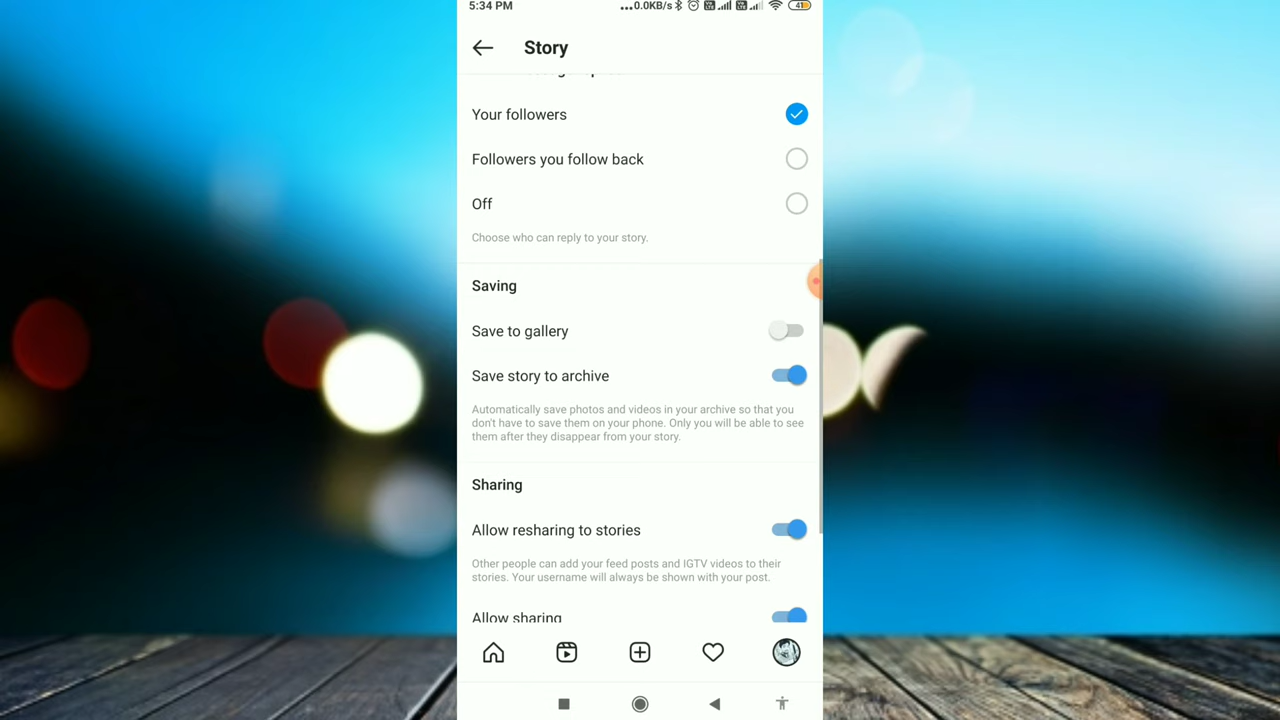 5:34 PM
...0.0KB/s
41
Story
Your followers
Followers you follow back
Off
Choose who can reply to your story.
Saving
Save to gallery
Save story to archive
Automatically save photos and videos in your archive so that you
don't have to save them on your phone. Only you will be able to see
them after they disappear from your story.
Sharing
Allow resharing to stories
Other people can add your feed posts and IGTV videos to their
stories. Your username will always be shown with your post.
Allow sharing